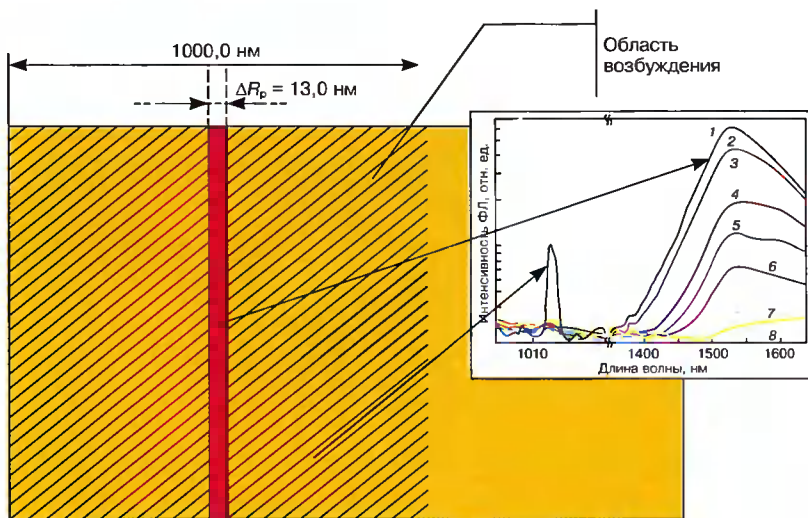 1000,0 нм
ΔRp = 13,0 нм
Область
возбуждения
Интенсивность ФЛ, отн. ед.
1
2
3
4
5
6
7
8
1010
1400
1500
1600
Длина волны, нм